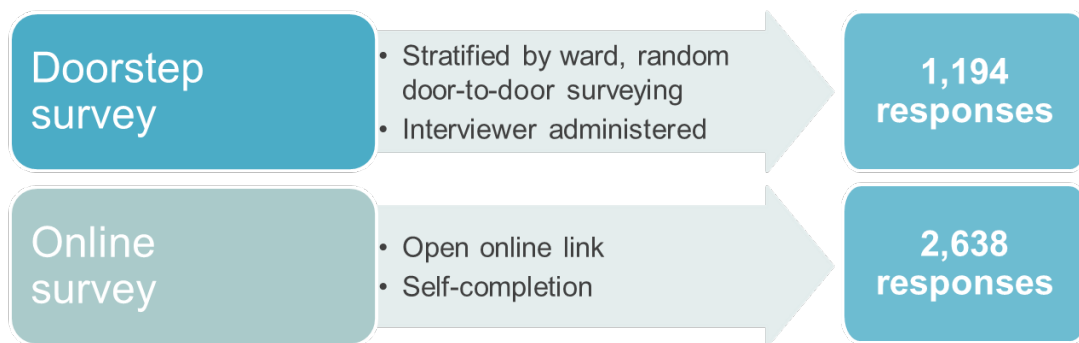 Doorstep
survey
• Stratified by ward, random
door-to-door surveying
• Interviewer administered
1,194
responses
Online
survey
• Open online link
• Self-completion
2,638
responses